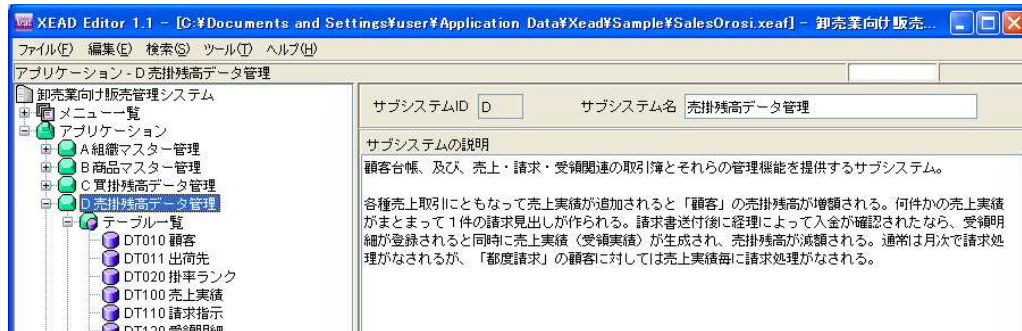 XEAD Editor 1.1 - [C:¥Documents and Settings¥user¥Application Data¥Xead¥Sample¥SalesOrosi.xeaf] - 卸売業向け販売...
ファイル(F) 編集(E) 検索(S) ツール(T) ヘルプ(H)
アプリケーション - D 売掛残高データ管理
卸売業向け販売管理システム
メニュー一覧
アプリケーション
A 組織マスター管理
B 商品マスター管理
C 買掛残高データ管理
D 売掛残高データ管理
テーブル一覧
DT010 顧客
DT011 出荷先
DT020 掛率ランク
DT100 売上実績
DT110 請求指示
DT120 受領明細
サブシステムID D サブシステム名 売掛残高データ管理
サブシステムの説明
顧客台帳、及び、売上・請求・受領関連の取引簿とそれらの管理機能を提供するサブシステム。
各種売上取引にともなって売上実績が追加されると「顧客」の売掛残高が増額される。何件かの売上実績
がまとまって1件の請求見出しが作られる。請求書送付後に経理によって入金が確認されたなら、受領明
細が登録されると同時に売上実績（受領実績）が生成され、売掛残高が減額される。通常は月次で請求処
理がなされるが、「都度請求」の顧客に対しては売上実績毎に請求処理がなされる。